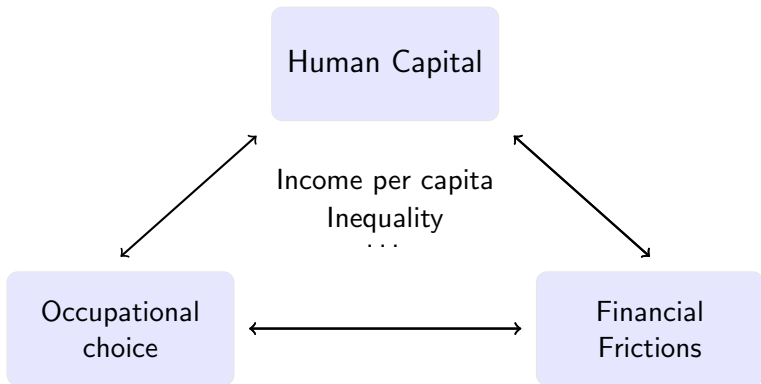 Human Capital
Income per capita
Inequality
...
Occupational
choice
Financial
Frictions